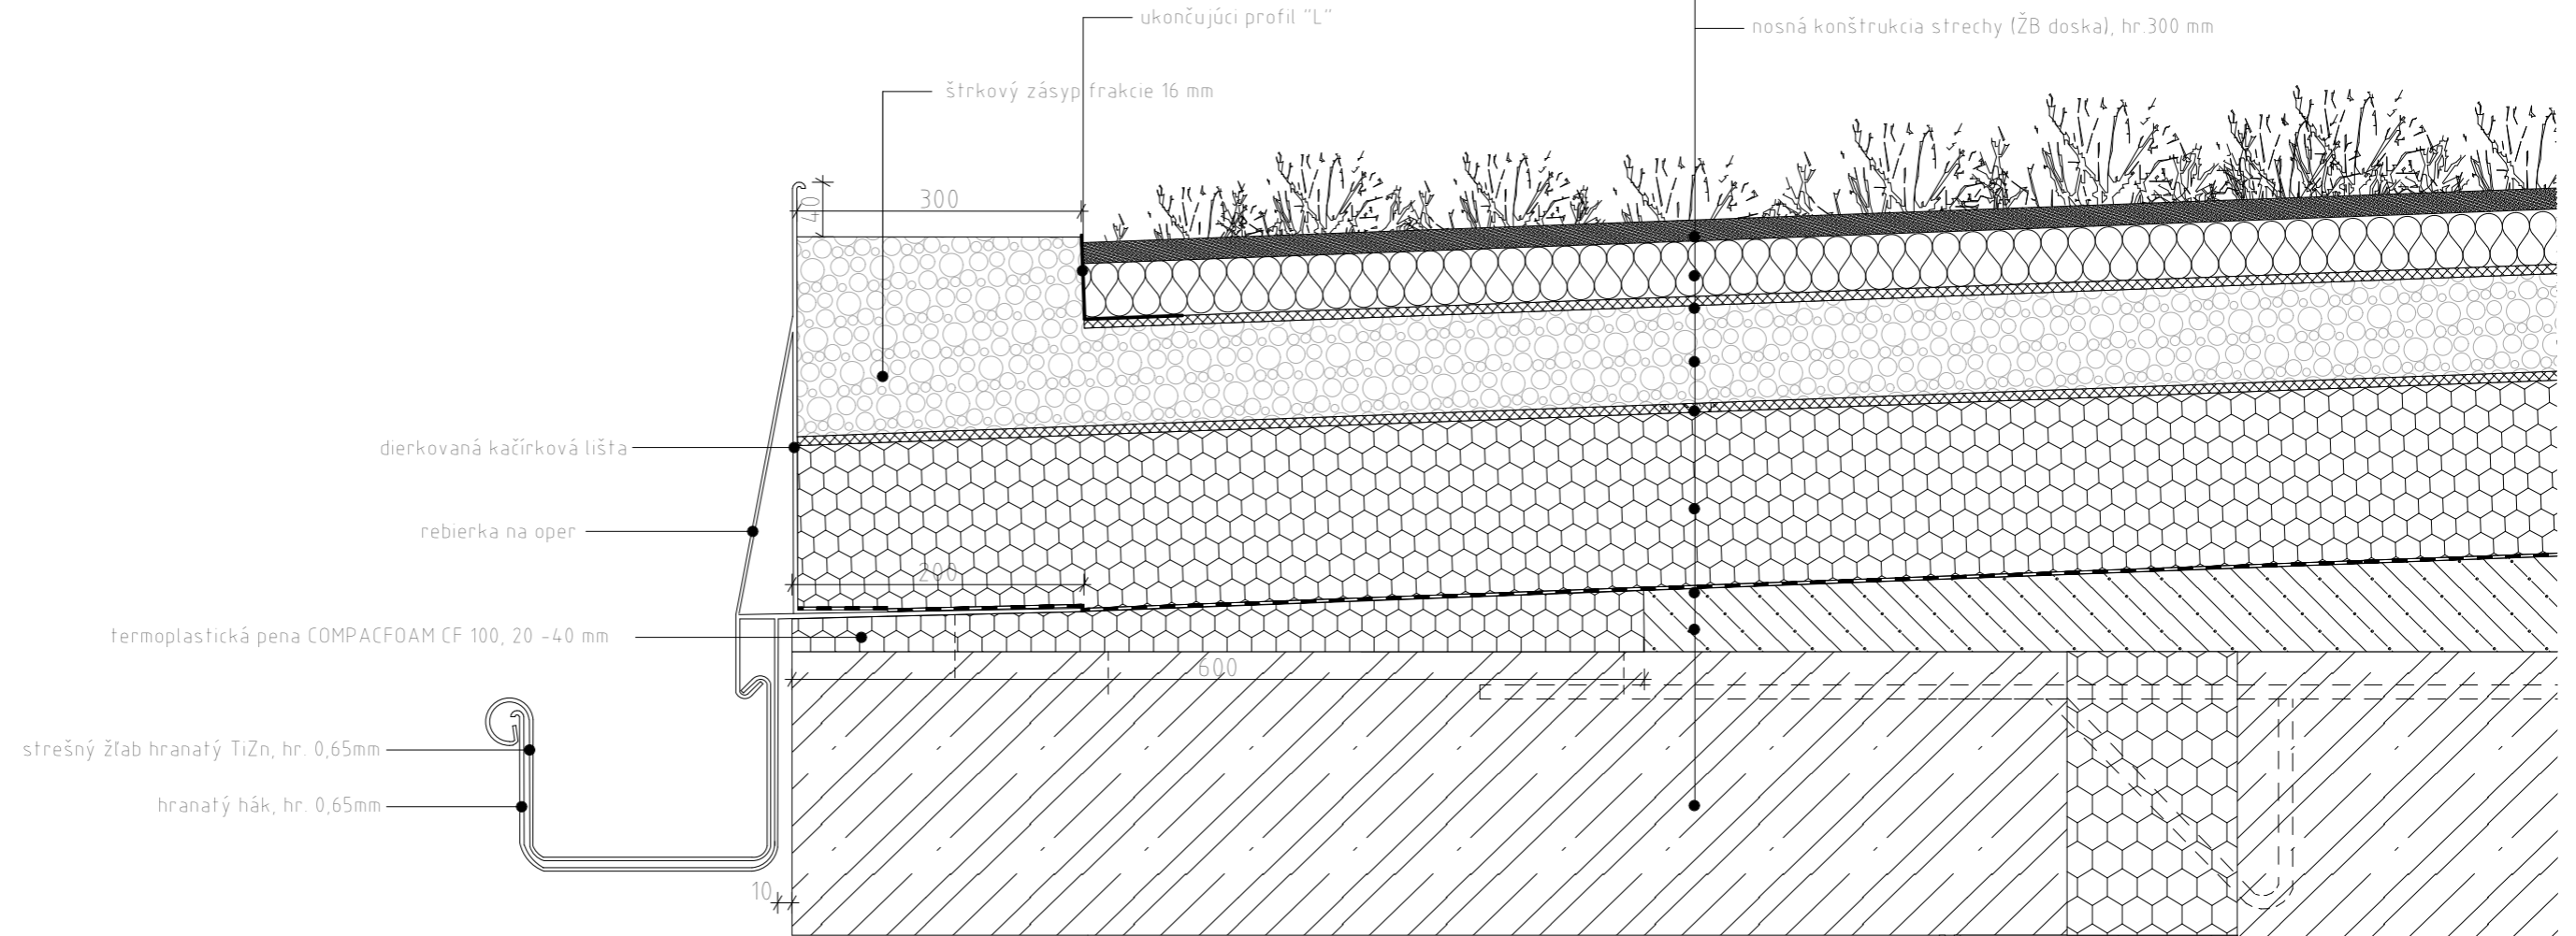 ukončujúci profil "L"
nosná konštrukcia strechy (ŽB doska), hr.300 mm
štrkový zásyp frakcie 16 mm
300
40
dierkovaná kačírková lišta
rebierka na oper
200
termoplastická pena COMPACFOAM CF 100, 20 -40 mm
600
strešný žľab hranatý TiZn, hr. 0,65mm
hranatý hák, hr. 0,65mm
10